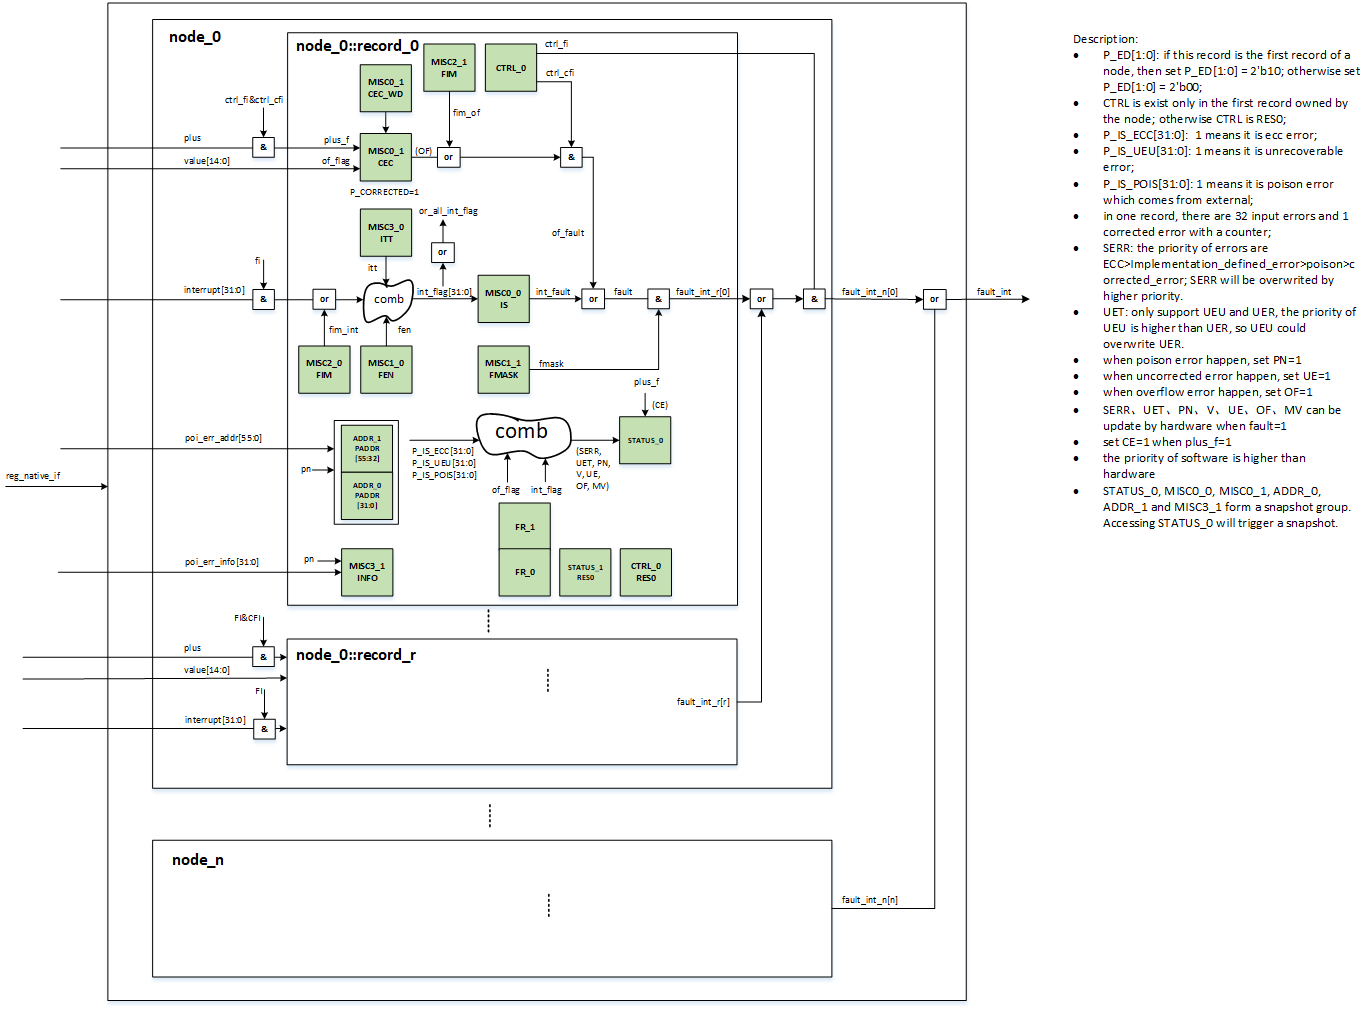 node_0
node_0::record_0
MISC0_1
CEC_WD
MISC2_1
FIM
CTRL_0
ctrl_fi
ctrl_cfi
ctrl_fi&ctrl_cfi
fim_of
plus
&
plus_f
value[14:0]
of_flag
MISC0_1
CEC
(OF)
or
&
P_CORRECTED=1
MISC3_0
ITT
or_all_int_flag
or
of_fault
itt
fi
interrupt[31:0]
&
or
comb
int_flag[31:0]
MISC0_0
IS
int_fault
or
fault
&
fault_int_r[0]
or
&
fault_int_n[0]
or
fault_int
fim_int
fen
MISC2_0
FIM
MISC1_0
FEN
MISC1_1
FMASK
fmask
plus_f
(CE)
poi_err_addr[55:0]
pn
ADDR_1
PADDR
[55:32]
ADDR_0
PADDR
[31:0]
P_IS_ECC[31:0]
P_IS_UEU[31:0]
P_IS_POIS[31:0]
comb
of_flag
int_flag
(SERR,
UET, PN,
V, UE,
OF, MV)
STATUS_0
reg_native_if
FR_1
FR_0
STATUS_1
RES0
CTRL_0
RES0
poi_err_info[31:0]
pn
MISC3_1
INFO
FI&CFI
plus
&
value[14:0]
FI
interrupt[31:0]
&
node_0::record_r
fault_int_r[r]
node_n
fault_int_n[n]
Description:
• P_ED[1:0]: if this record is the first record of a
node, then set P_ED[1:0] = 2'b10; otherwise set
P_ED[1:0] = 2'b00;
• CTRL is exist only in the first record owned by
the node; otherwise CTRL is RES0;
• P_IS_ECC[31:0]: 1 means it is ecc error;
• P_IS_UEU[31:0]: 1 means it is unrecoverable
error;
• P_IS_POIS[31:0]: 1 means it is poison error
which comes from external;
• in one record, there are 32 input errors and 1
corrected error with a counter;
• SERR: the priority of errors are
ECC>Implementation_defined_error>poison>c
orrected_error; SERR will be overwrited by
higher priority.
• UET: only support UEU and UER, the priority of
UEU is higher than UER, so UEU could
overwrite UER.
• when poison error happen, set PN=1
• when uncorrected error happen, set UE=1
• when overflow error happen, set OF=1
• SERR、UET、PN、V、UE、OF、MV can be
update by hardware when fault=1
• set CE=1 when plus_f=1
• the priority of software is higher than
hardware
• STATUS_0, MISC0_0, MISC0_1, ADDR_0,
ADDR_1 and MISC3_1 form a snapshot group.
Accessing STATUS_0 will trigger a snapshot.